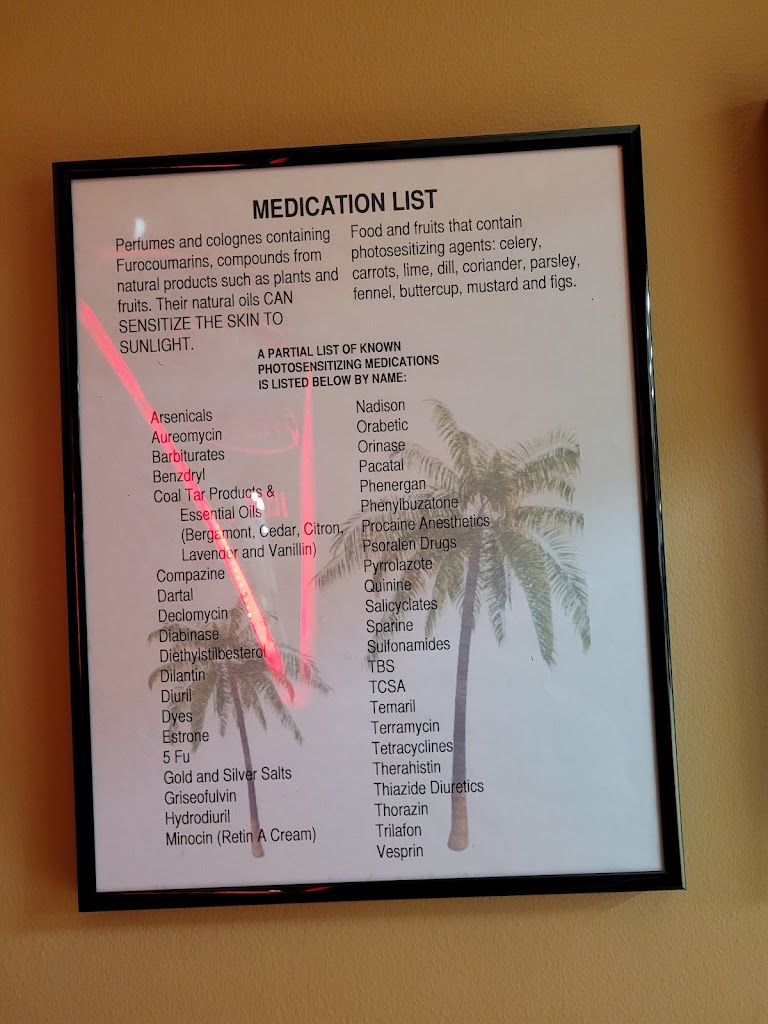 MEDICATION LIST
Perfumes and colognes containing
Furocoumarins, compounds from
natural products such as plants and
fruits. Their natural oils CAN
SENSITIZE THE SKIN TO
SUNLIGHT.
Food and fruits that contain
photosesitizing agents: celery,
carrots, lime, dill, coriander, parsley,
fennel, buttercup, mustard and figs.
A PARTIAL LIST OF KNOWN
PHOTOSENSITIZING MEDICATIONS
IS LISTED BELOW BY NAME:
Arsenicals
Aureomycin
Barbiturates
Benzdryl
Coal Tar Products &
Essential Oils
(Bergamont, Cedar, Citron,
Lavender and Vanillin)
Compazine
Dartal
Declomycin
Diabinase
Diethylstilbesterol
Dilantin
Diuril
Dyes
Estrone
5 Fu
Gold and Silver Salts
Griseofulvin
Hydrodiuril
Minocin (Retin A Cream)
Nadison
Orabetic
Orinase
Pacatal
Phenergan
Phenylbuzatone
Procaine Anesthetics
Psoralen Drugs
Pyrrolazote
Quinine
Salicyclates
Sparine
Sulfonamides
TBS
TCSA
Temaril
Terramycin
Tetracyclines
Therahistin
Thiazide Diuretics
Thorazin
Trilafon
Vesprin